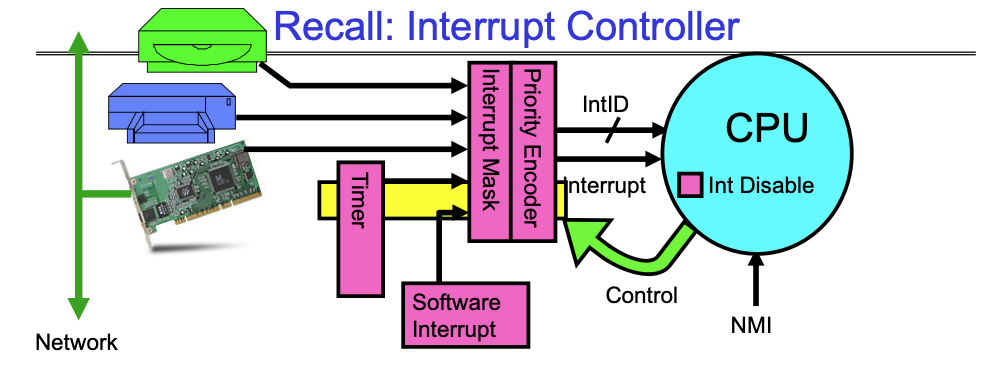 Recall: Interrupt Controller
Interrupt Mask
Priority Encoder
IntID
CPU
Interrupt
Int Disable
Timer
Software
Interrupt
Control
NMI
Network